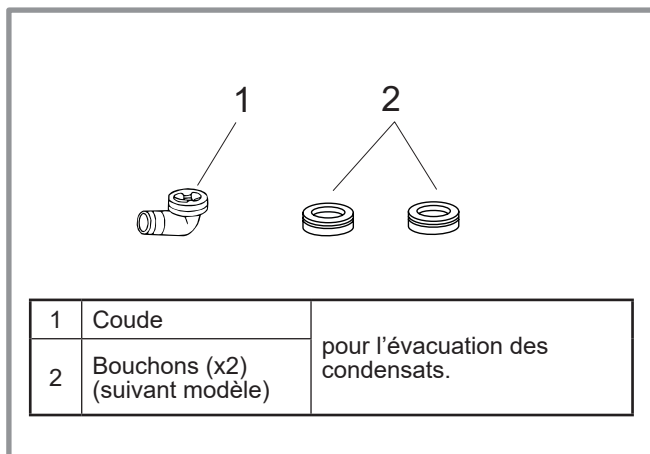 1
2
1 Coude
2 Bouchons (x2)
(suivant modèle)
pour l’évacuation des
condensats.